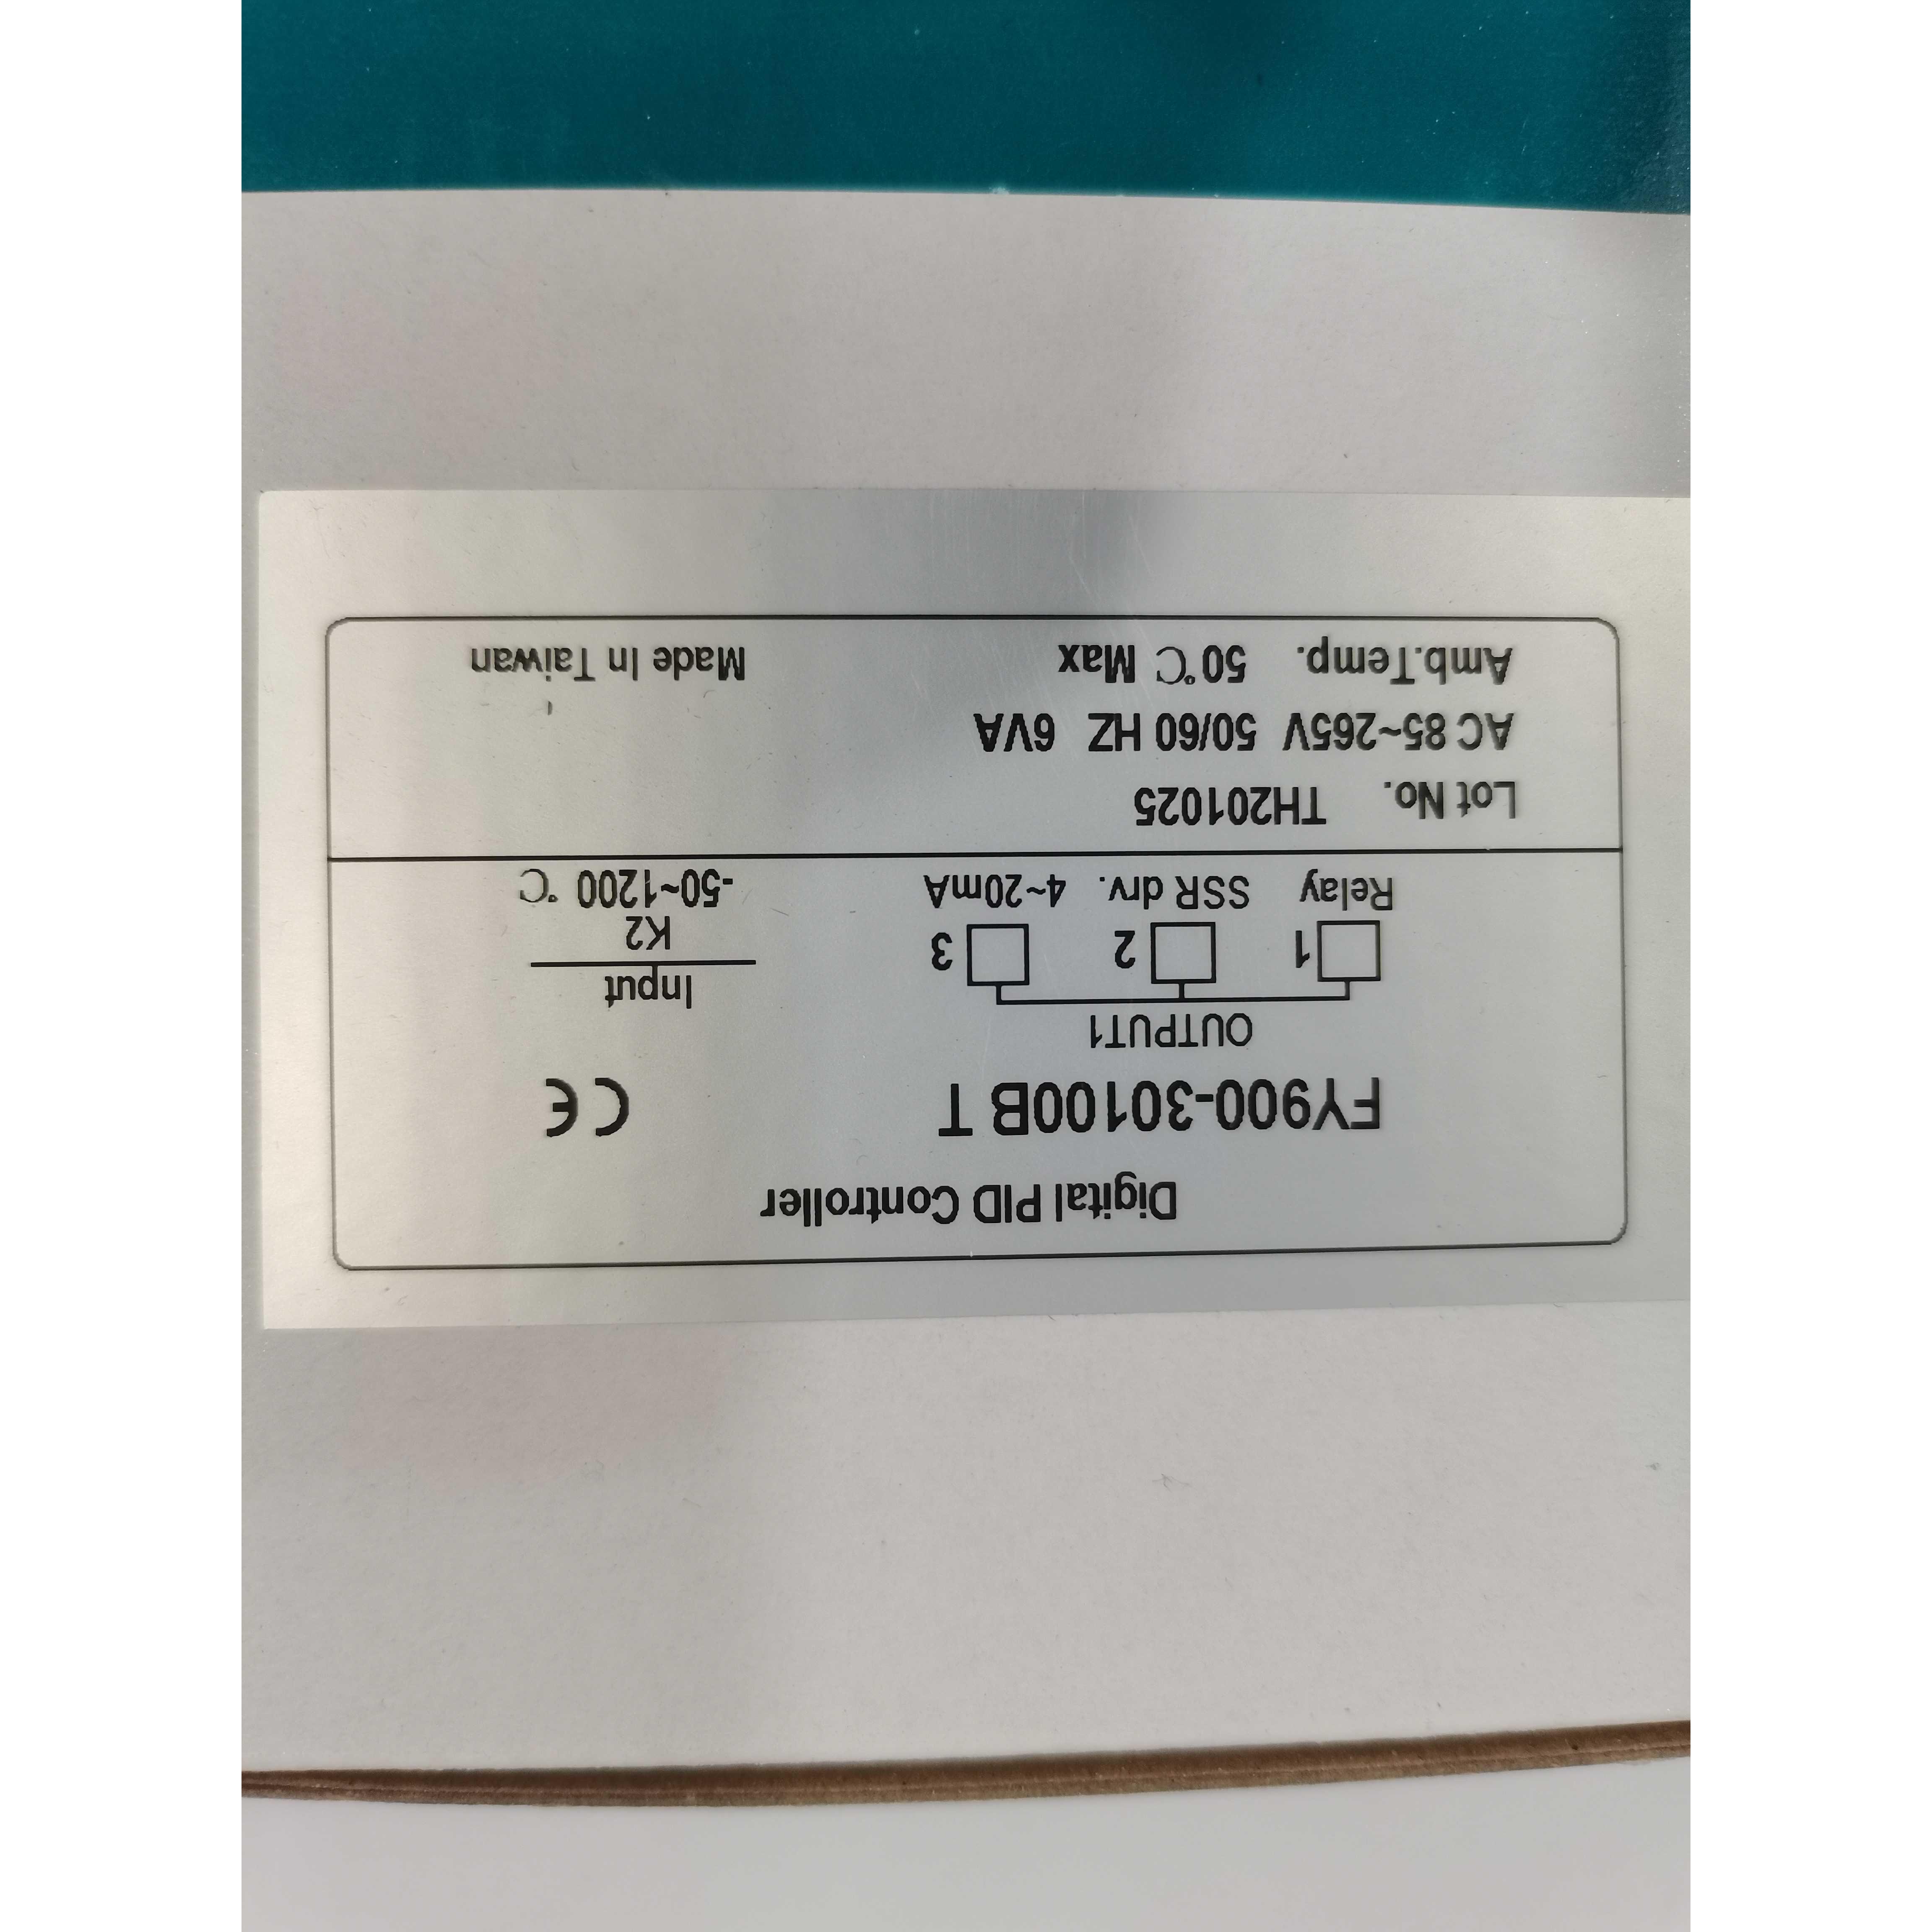 Digital PID Controller
FY900-30100B T CE
OUTPUT1 Input
1 2 3 K2
Relay SSR drv. 4~20mA -50~1200 ℃
Lot No. TH201025
AC 85~265V 50/60 HZ 6VA
Amb.Temp. 50℃ Max Made In Taiwan